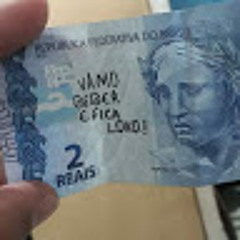 REPÚBLICA FEDERATIVA DO BRASIL
VAMO
BEBER
E FICA
LOKO!
2
REAIS